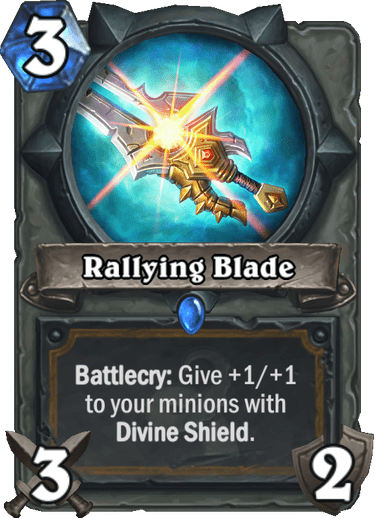 3
Rallying Blade
Battlecry: Give +1/+1
to your minions with
Divine Shield.
3
2